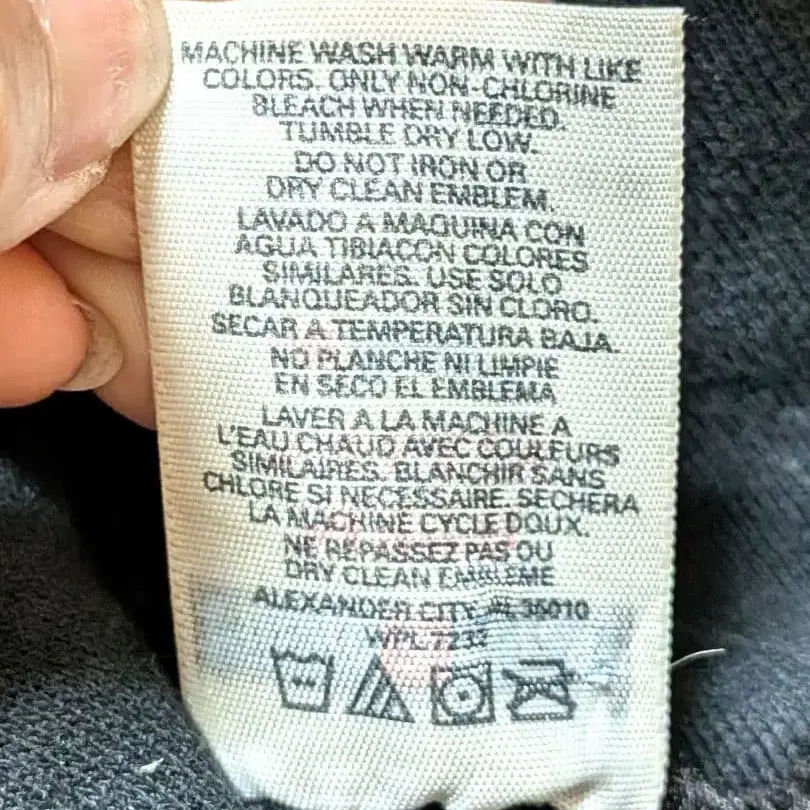 MACHINE WASH WARM WITH LIKE
COLORS. ONLY NON-CHLORINE
BLEACH WHEN NEEDED.
TUMBLE DRY LOW.
DO NOT IRON OR
DRY CLEAN EMBLEM.
LAVADO A MAQUINA CON
AGUA TIBIACON COLORES
SIMILARES. USE SOLO
BLANQUEADOR SIN CLORO.
SECAR A TEMPERATURA BAJA.
NO PLANCHE NI LIMPIE
EN SECO EL EMBLEMA
LAVER A LA MACHINE A
L'EAU CHAUD AVEC COULEURS
SIMILAIRES. BLANCHIR SANS
CHLORE SI NECESSAIRE. SECHERA
LA MACHINE CYCLE DOUX.
NE REPASSEZ PAS OU
DRY CLEAN EMBLEME
ALEXANDER CITY AL 35010
WPL 7233